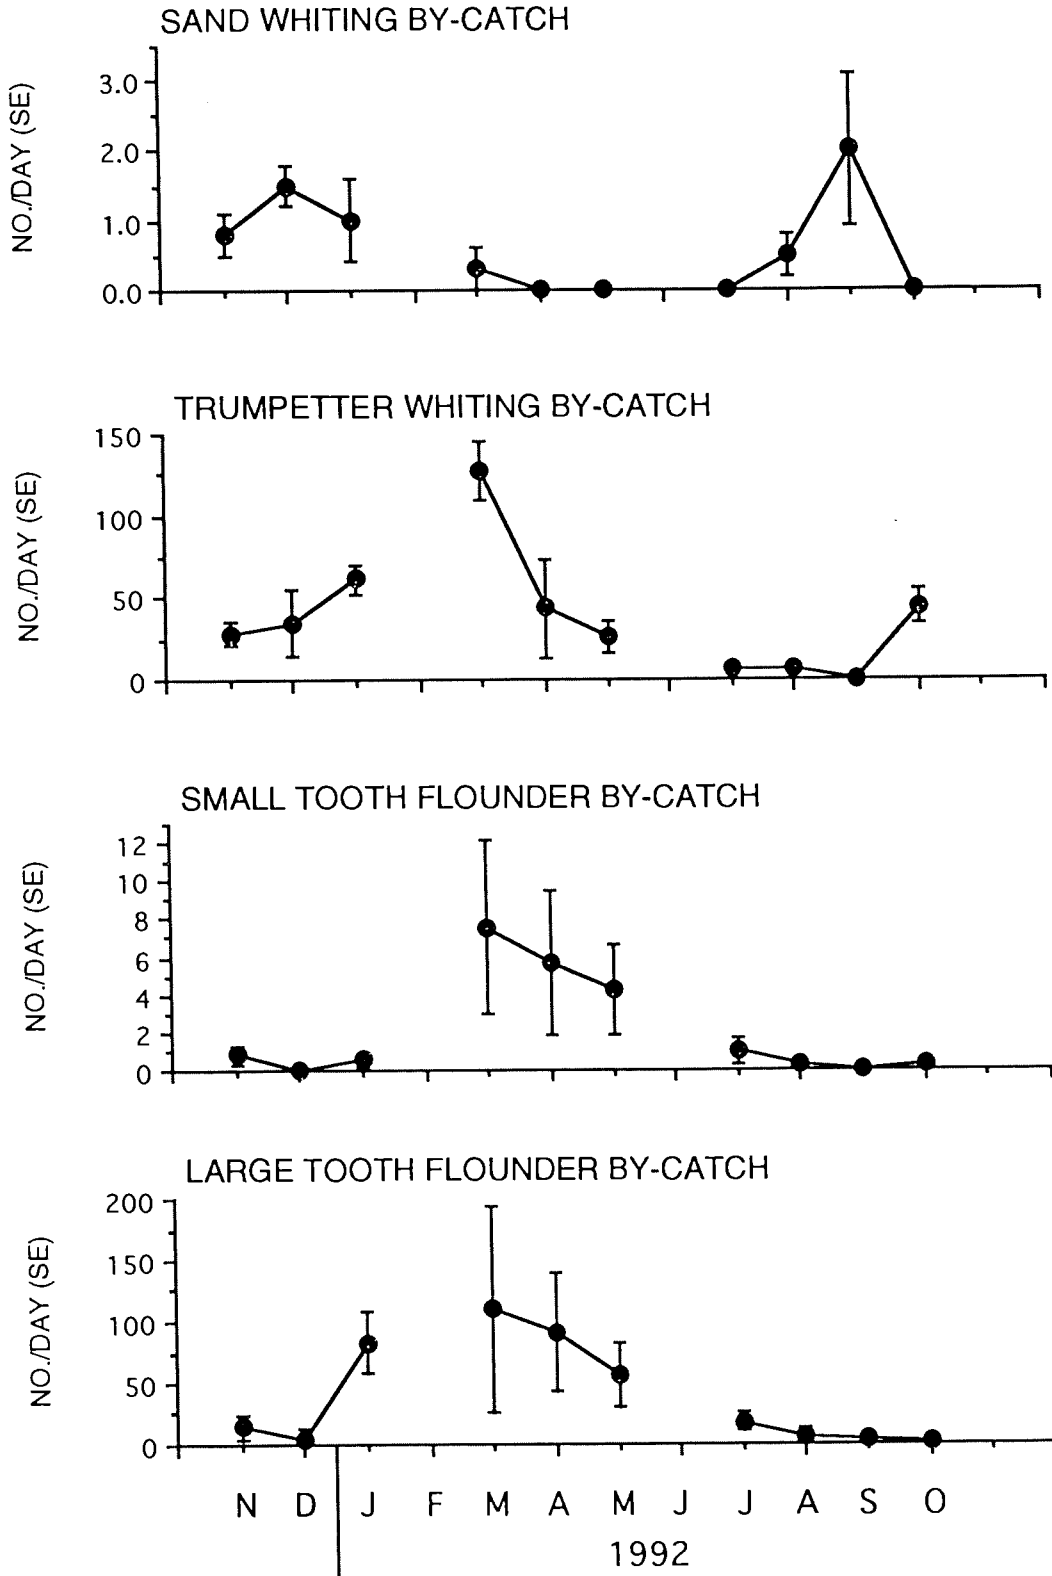 SAND WHITING BY-CATCH
NO./DAY (SE)
3.0
2.0
1.0
0.0
TRUMPETTER WHITING BY-CATCH
NO./DAY (SE)
150
100
50
0
SMALL TOOTH FLOUNDER BY-CATCH
NO./DAY (SE)
12
10
8
6
4
2
0
LARGE TOOTH FLOUNDER BY-CATCH
NO./DAY (SE)
200
150
100
50
0
N D J F M A M J J A S O
1992